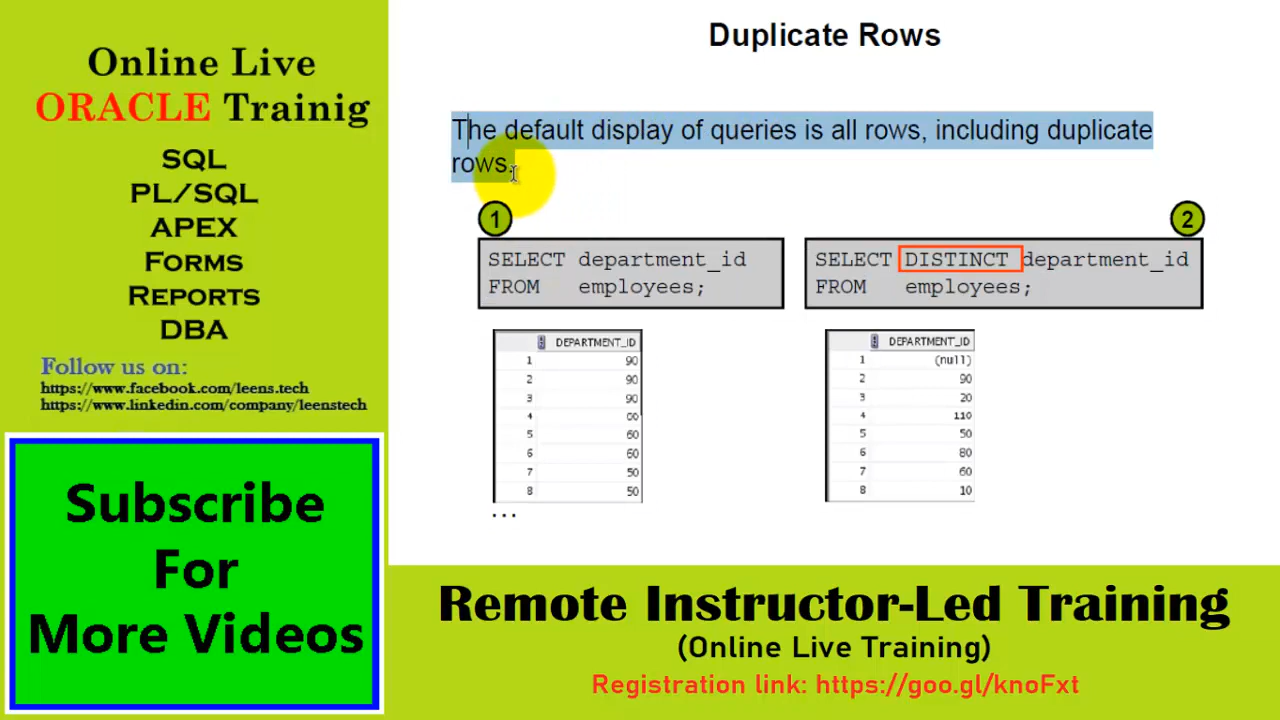 Online Live
ORACLE Trainig
SQL
PL/SQL
APEX
Forms
Reports
DBA
Follow us on:
https://www.facebook.com/leens.tech
https://www.linkedin.com/company/leenstech
Subscribe
For
More Videos
Duplicate Rows
The default display of queries is all rows, including duplicate
rows.
1
SELECT department_id
FROM employees;
DEPARTMENT_ID
1 90
2 90
3 90
4 60
5 60
6 60
7 50
8 50
...
2
SELECT DISTINCT department_id
FROM employees;
DEPARTMENT_ID
1 (null)
2 90
3 20
4 110
5 50
6 80
7 60
8 10
Remote Instructor-Led Training
(Online Live Training)
Registration link: https://goo.gl/knoFxt